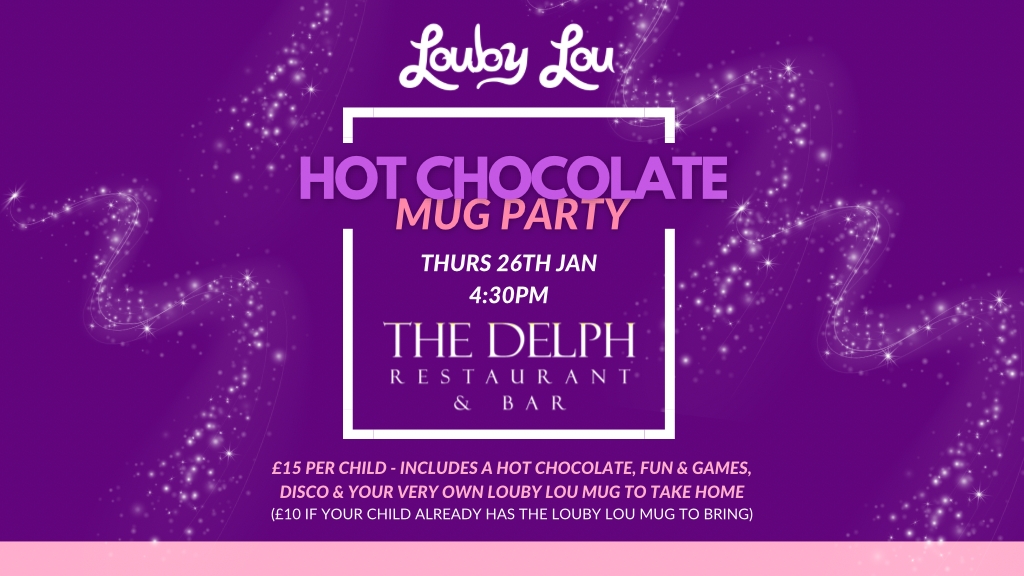 Louby Lou
HOT CHOCOLATE
MUG PARTY
THURS 26TH JAN
4:30PM
THE DELPH
RESTAURANT
& BAR
£15 PER CHILD - INCLUDES A HOT CHOCOLATE, FUN & GAMES,
DISCO & YOUR VERY OWN LOUBY LOU MUG TO TAKE HOME
(£10 IF YOUR CHILD ALREADY HAS THE LOUBY LOU MUG TO BRING)